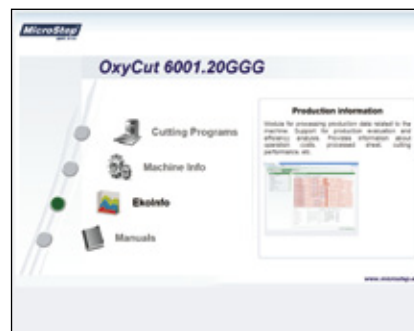 MicroStep
OxyCut 6001.20GGG
Cutting Programs
Machine Info
EkoInfo
Manuals
Production information
Module for processing production data related to the
machine. Support for production evaluation and
efficiency analysis. Provides information about
operation costs, processed sheet, cutting
performance, etc.
www.microstep.